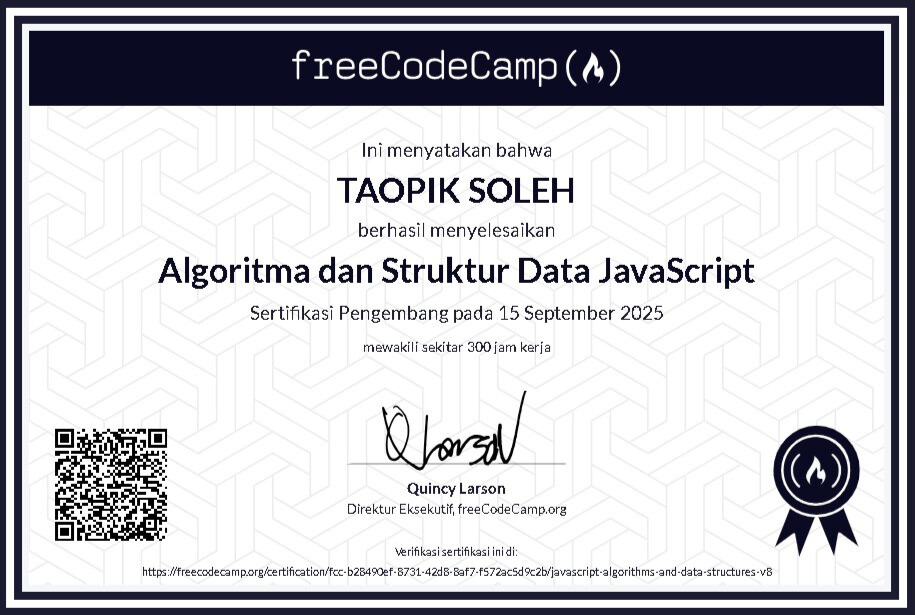 freeCodeCamp
Ini menyatakan bahwa
TAOPIK SOLEH
berhasil menyelesaikan
Algoritma dan Struktur Data JavaScript
Sertifikasi Pengembang pada 15 September 2025
mewakili sekitar 300 jam kerja
Quincy Larson
Direktur Eksekutif, freeCodeCamp.org
Verifikasi sertifikasi ini di:
https://freecodecamp.org/certification/fcc-b28490ef-8731-42d8-8af7-f572ac5d9c2b/javascript-algorithms-and-data-structures-v8